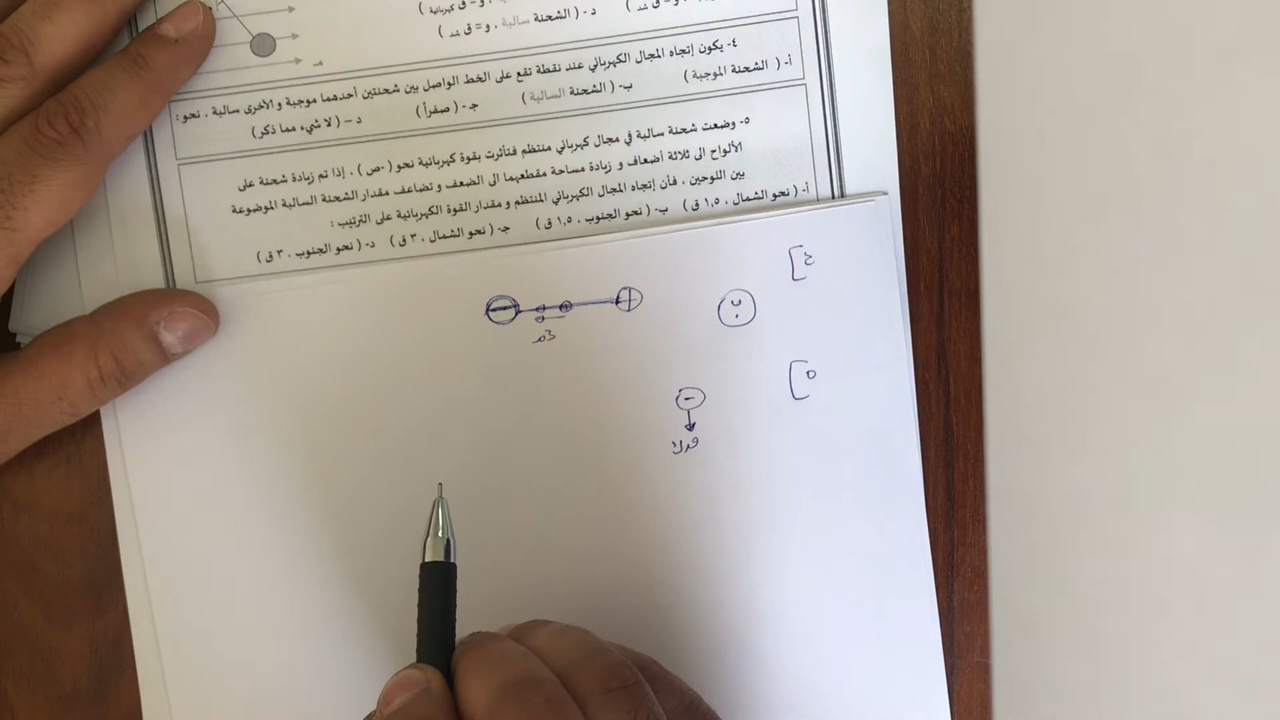 و = ق كهربائية )
د - ( الشحنة سالبة ، و = ق شد )
٤- يكون إتجاه المجال الكهربائي عند نقطة تقع على الخط الواصل بين شحنتين أحدهما موجبة والأخرى سالبة ، نحو :
أ- ( الشحنة الموجبة ) ب- ( الشحنة السالبة ) جـ- ( صفراً ) د – ( لا شيء مما ذكر )
٥- وضعت شحنة سالبة في مجال كهربائي منتظم فتأثرت بقوة كهربائية نحو ( -ص ) ، إذا تم زيادة شحنة على
الألواح الى ثلاثة أضعاف و زيادة مساحة مقطعهما الى الضعف و تضاعف مقدار الشحنة السالبة الموضوعة
بين اللوحين ، فأن إتجاه المجال الكهربائي المنتظم و مقدار القوة الكهربائية على الترتيب :
أ- ( نحو الشمال ، ١,٥ ق ) ب- ( نحو الجنوب ، ١,٥ ق ) جـ- ( نحو الشمال ، ٣ ق ) د- ( نحو الجنوب ، ٣ ق )
٤]
ب
+ -
٥]
-